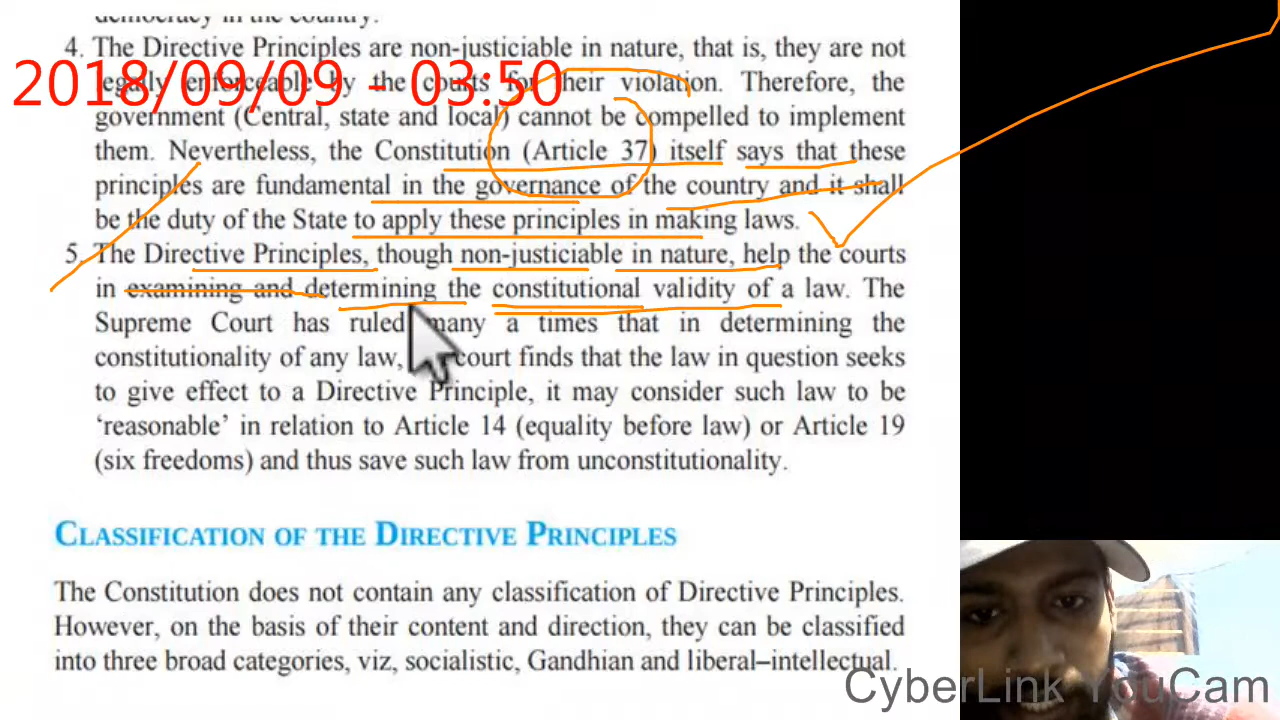 democracy in the country.
4. The Directive Principles are non-justiciable in nature, that is, they are not
legally enforceable by the courts for their violation. Therefore, the
2018/09/09 - 03:50
government (Central, state and local) cannot be compelled to implement
them. Nevertheless, the Constitution (Article 37) itself says that these
principles are fundamental in the governance of the country and it shall
be the duty of the State to apply these principles in making laws.
5. The Directive Principles, though non-justiciable in nature, help the courts
in examining and determining the constitutional validity of a law. The
Supreme Court has ruled many a times that in determining the
constitutionality of any law, court finds that the law in question seeks
to give effect to a Directive Principle, it may consider such law to be
‘reasonable’ in relation to Article 14 (equality before law) or Article 19
(six freedoms) and thus save such law from unconstitutionality.
CLASSIFICATION OF THE DIRECTIVE PRINCIPLES
The Constitution does not contain any classification of Directive Principles.
However, on the basis of their content and direction, they can be classified
into three broad categories, viz, socialistic, Gandhian and liberal–intellectual.
CyberLink YouCam